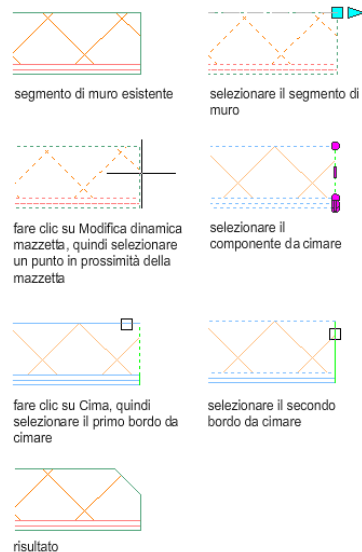 segmento di muro esistente
selezionare il segmento di
muro
fare clic su Modifica dinamica
mazzetta, quindi selezionare
un punto in prossimità della
mazzetta
selezionare il
componente da cimare
fare clic su Cima, quindi
selezionare il primo bordo da
cimare
selezionare il secondo
bordo da cimare
risultato